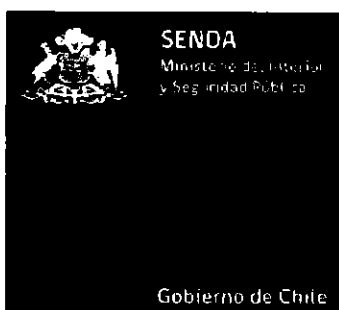 SENDA
Ministerio del Interior
y Seguridad Pública
Gobierno de Chile